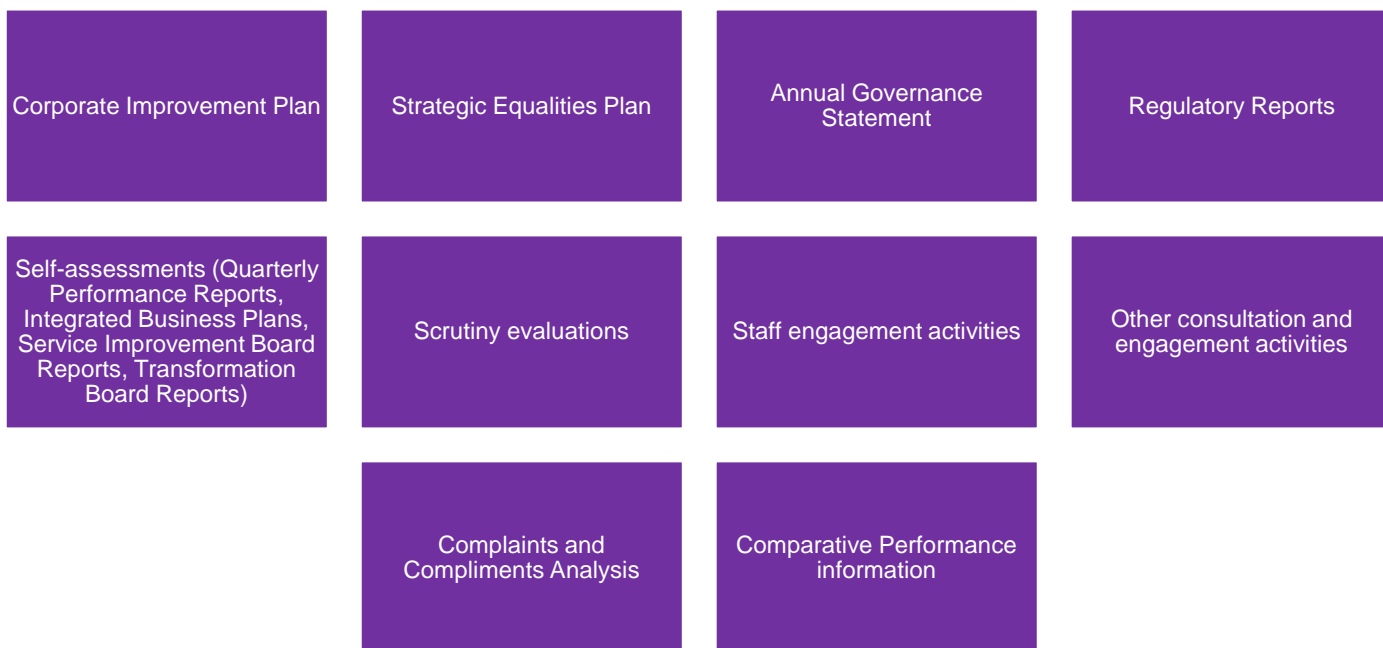 Corporate Improvement Plan
Strategic Equalities Plan
Annual Governance
Statement
Regulatory Reports
Self-assessments (Quarterly
Performance Reports,
Integrated Business Plans,
Service Improvement Board
Reports, Transformation
Board Reports)
Scrutiny evaluations
Staff engagement activities
Other consultation and
engagement activities
Complaints and
Compliments Analysis
Comparative Performance
information